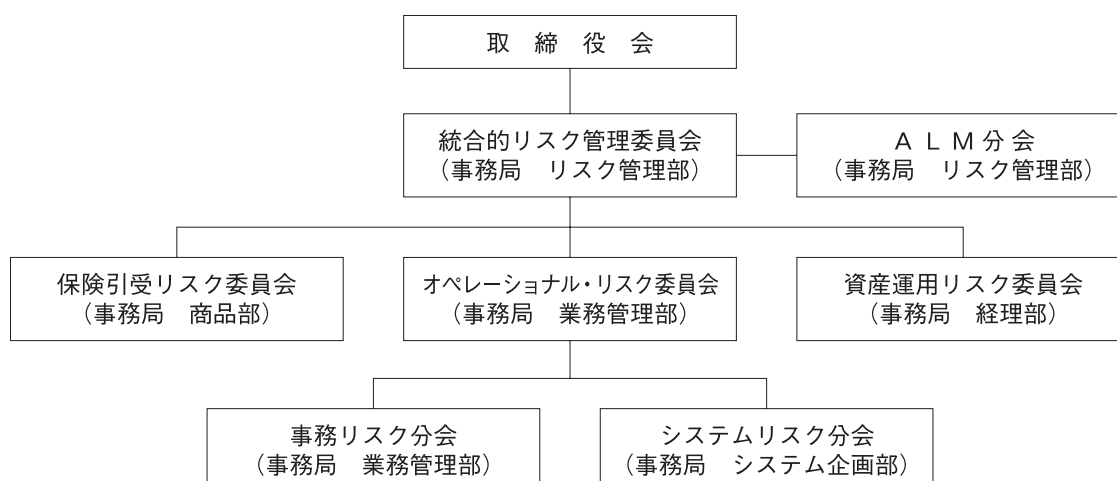 取 締 役 会
統合的リスク管理委員会
(事務局 リスク管理部)
A L M 分 会
(事務局 リスク管理部)
保険引受リスク委員会
(事務局 商品部)
オペレーショナル・リスク委員会
(事務局 業務管理部)
資産運用リスク委員会
(事務局 経理部)
事務リスク分会
(事務局 業務管理部)
システムリスク分会
(事務局 システム企画部)